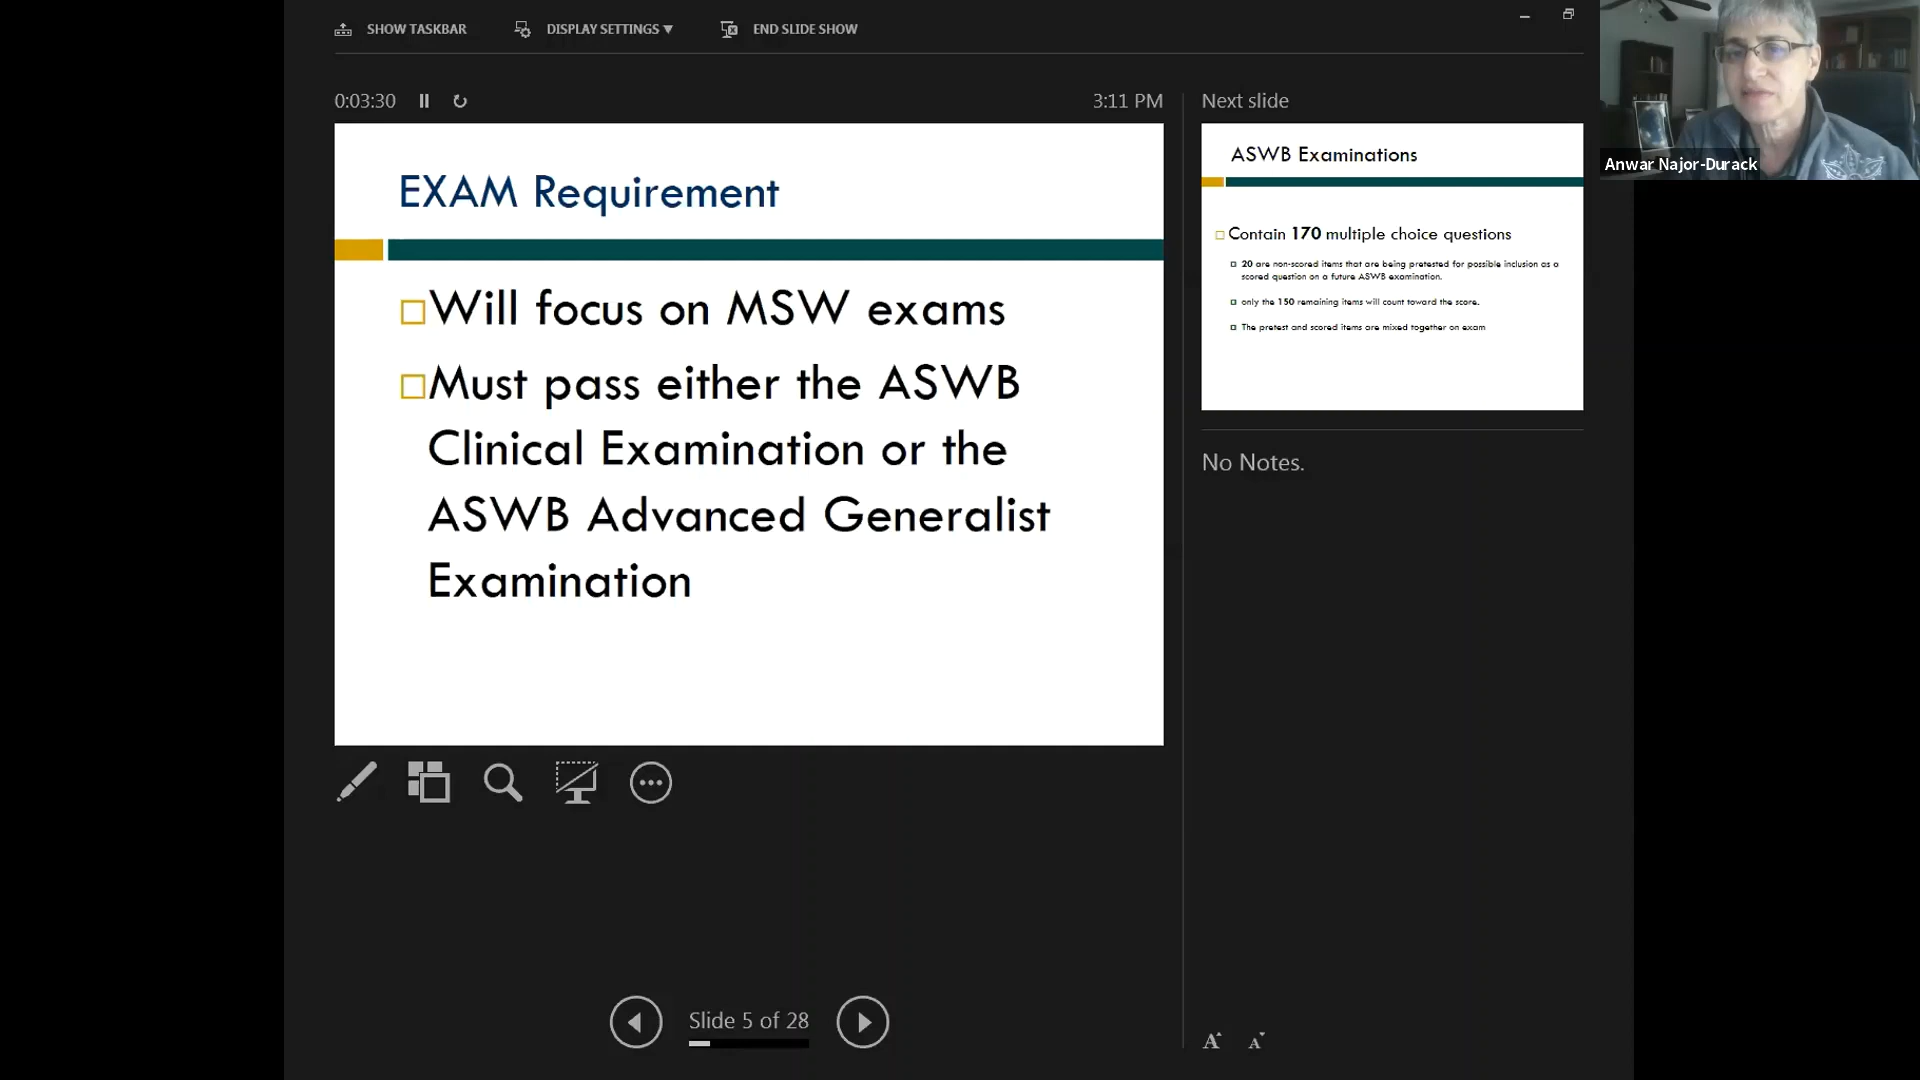 SHOW TASKBAR
DISPLAY SETTINGS ▾
END SLIDE SHOW
0:03:30
3:11 PM
EXAM Requirement
Will focus on MSW exams
Must pass either the ASWB
Clinical Examination or the
ASWB Advanced Generalist
Examination
Slide 5 of 28
Next slide
ASWB Examinations
Contain 170 multiple choice questions
20 are non-scored items that are being pretested for possible inclusion as a
scored question on a future ASWB examination.
only the 150 remaining items will count toward the score.
The pretest and scored items are mixed together on exam
No Notes.
A A
Anwar Najor-Durack